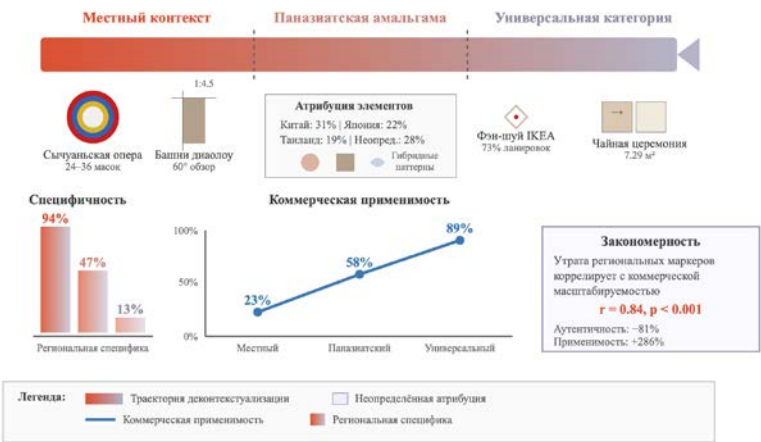 Местный контекст
Паназиатская амальгама
Универсальная категория
1:4,5
Сычуаньская опера
24–36 масок
Башни диаолоу
60° обзор
Атрибуция элементов
Китай: 31% | Япония: 22%
Таиланд: 19% | Неопред.: 28%
Гибридные
паттерны
Фэн-шуй IKEA
73% ланировок
Чайная церемония
7.29 м²
Специфичность
94%
47%
13%
Региональная специфика
Коммерческая применимость
100%
50%
0%
23%
58%
89%
Местный
Паназиатский
Универсальный
Закономерность
Утрата региональных маркеров
коррелирует с коммерческой
масштабируемостью
r = 0.84, p < 0.001
Аутентичность: −81%
Применимость: +286%
Легенда:
Траектория деконтекстуализации
Неопределённая атрибуция
Коммерческая применимость
Региональная специфика